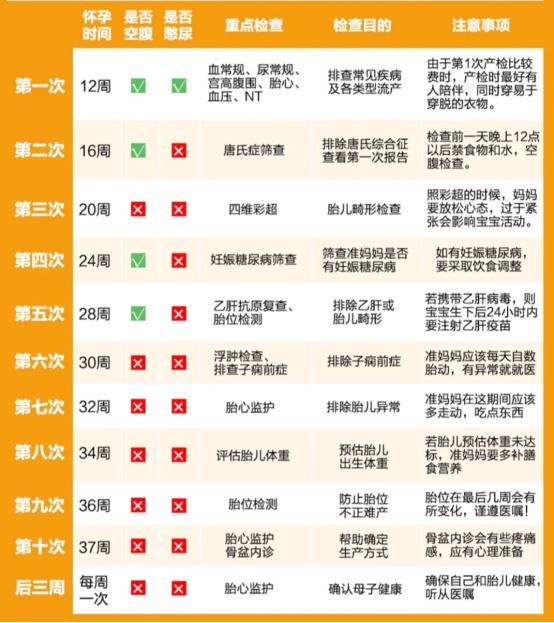 怀孕时间 是否空腹 是否憋尿 重点检查 检查目的 注意事项
第一次 12周 血常规、尿常规、宫高腹围、胎心、血压、NT 排查常见疾病及各类型流产 由于第1次产检比较费时，产检时最好有人陪伴，同时穿易于穿脱的衣物。
第二次 16周 唐氏症筛查 排除唐氏综合征查看第一次报告 检查前一天晚上12点以后禁食物和水，空腹检查。
第三次 20周 四维彩超 胎儿畸形检查 照彩超的时候，妈妈要放松心态，过于紧张会影响宝宝活动。
第四次 24周 妊娠糖尿病筛查 筛查准妈妈是否有妊娠糖尿病 如有妊娠糖尿病，要采取饮食调整
第五次 28周 乙肝抗原复查、胎位检测 排除乙肝或胎儿畸形 若携带乙肝病毒，则宝宝生下后24小时内要注射乙肝疫苗
第六次 30周 浮肿检查、排查子痫前症 排除子痫前症 准妈妈应该每天自数胎动，有异常就就医
第七次 32周 胎心监护 排除胎儿异常 准妈妈在这期间应该多走动，吃点东西
第八次 34周 评估胎儿体重 预估胎儿出生体重 若胎儿预估体重未达标，准妈妈要多补膳食营养
第九次 36周 胎位检测 防止胎位不正难产 胎位在最后几周会有所变化，谨遵医嘱！
第十次 37周 胎心监护骨盆内诊 帮助确定生产方式 骨盆内诊会有些疼痛感，应有心理准备
后三周 每周一次 胎心监护 确认母子健康 确保自己和胎儿健康，听从医嘱